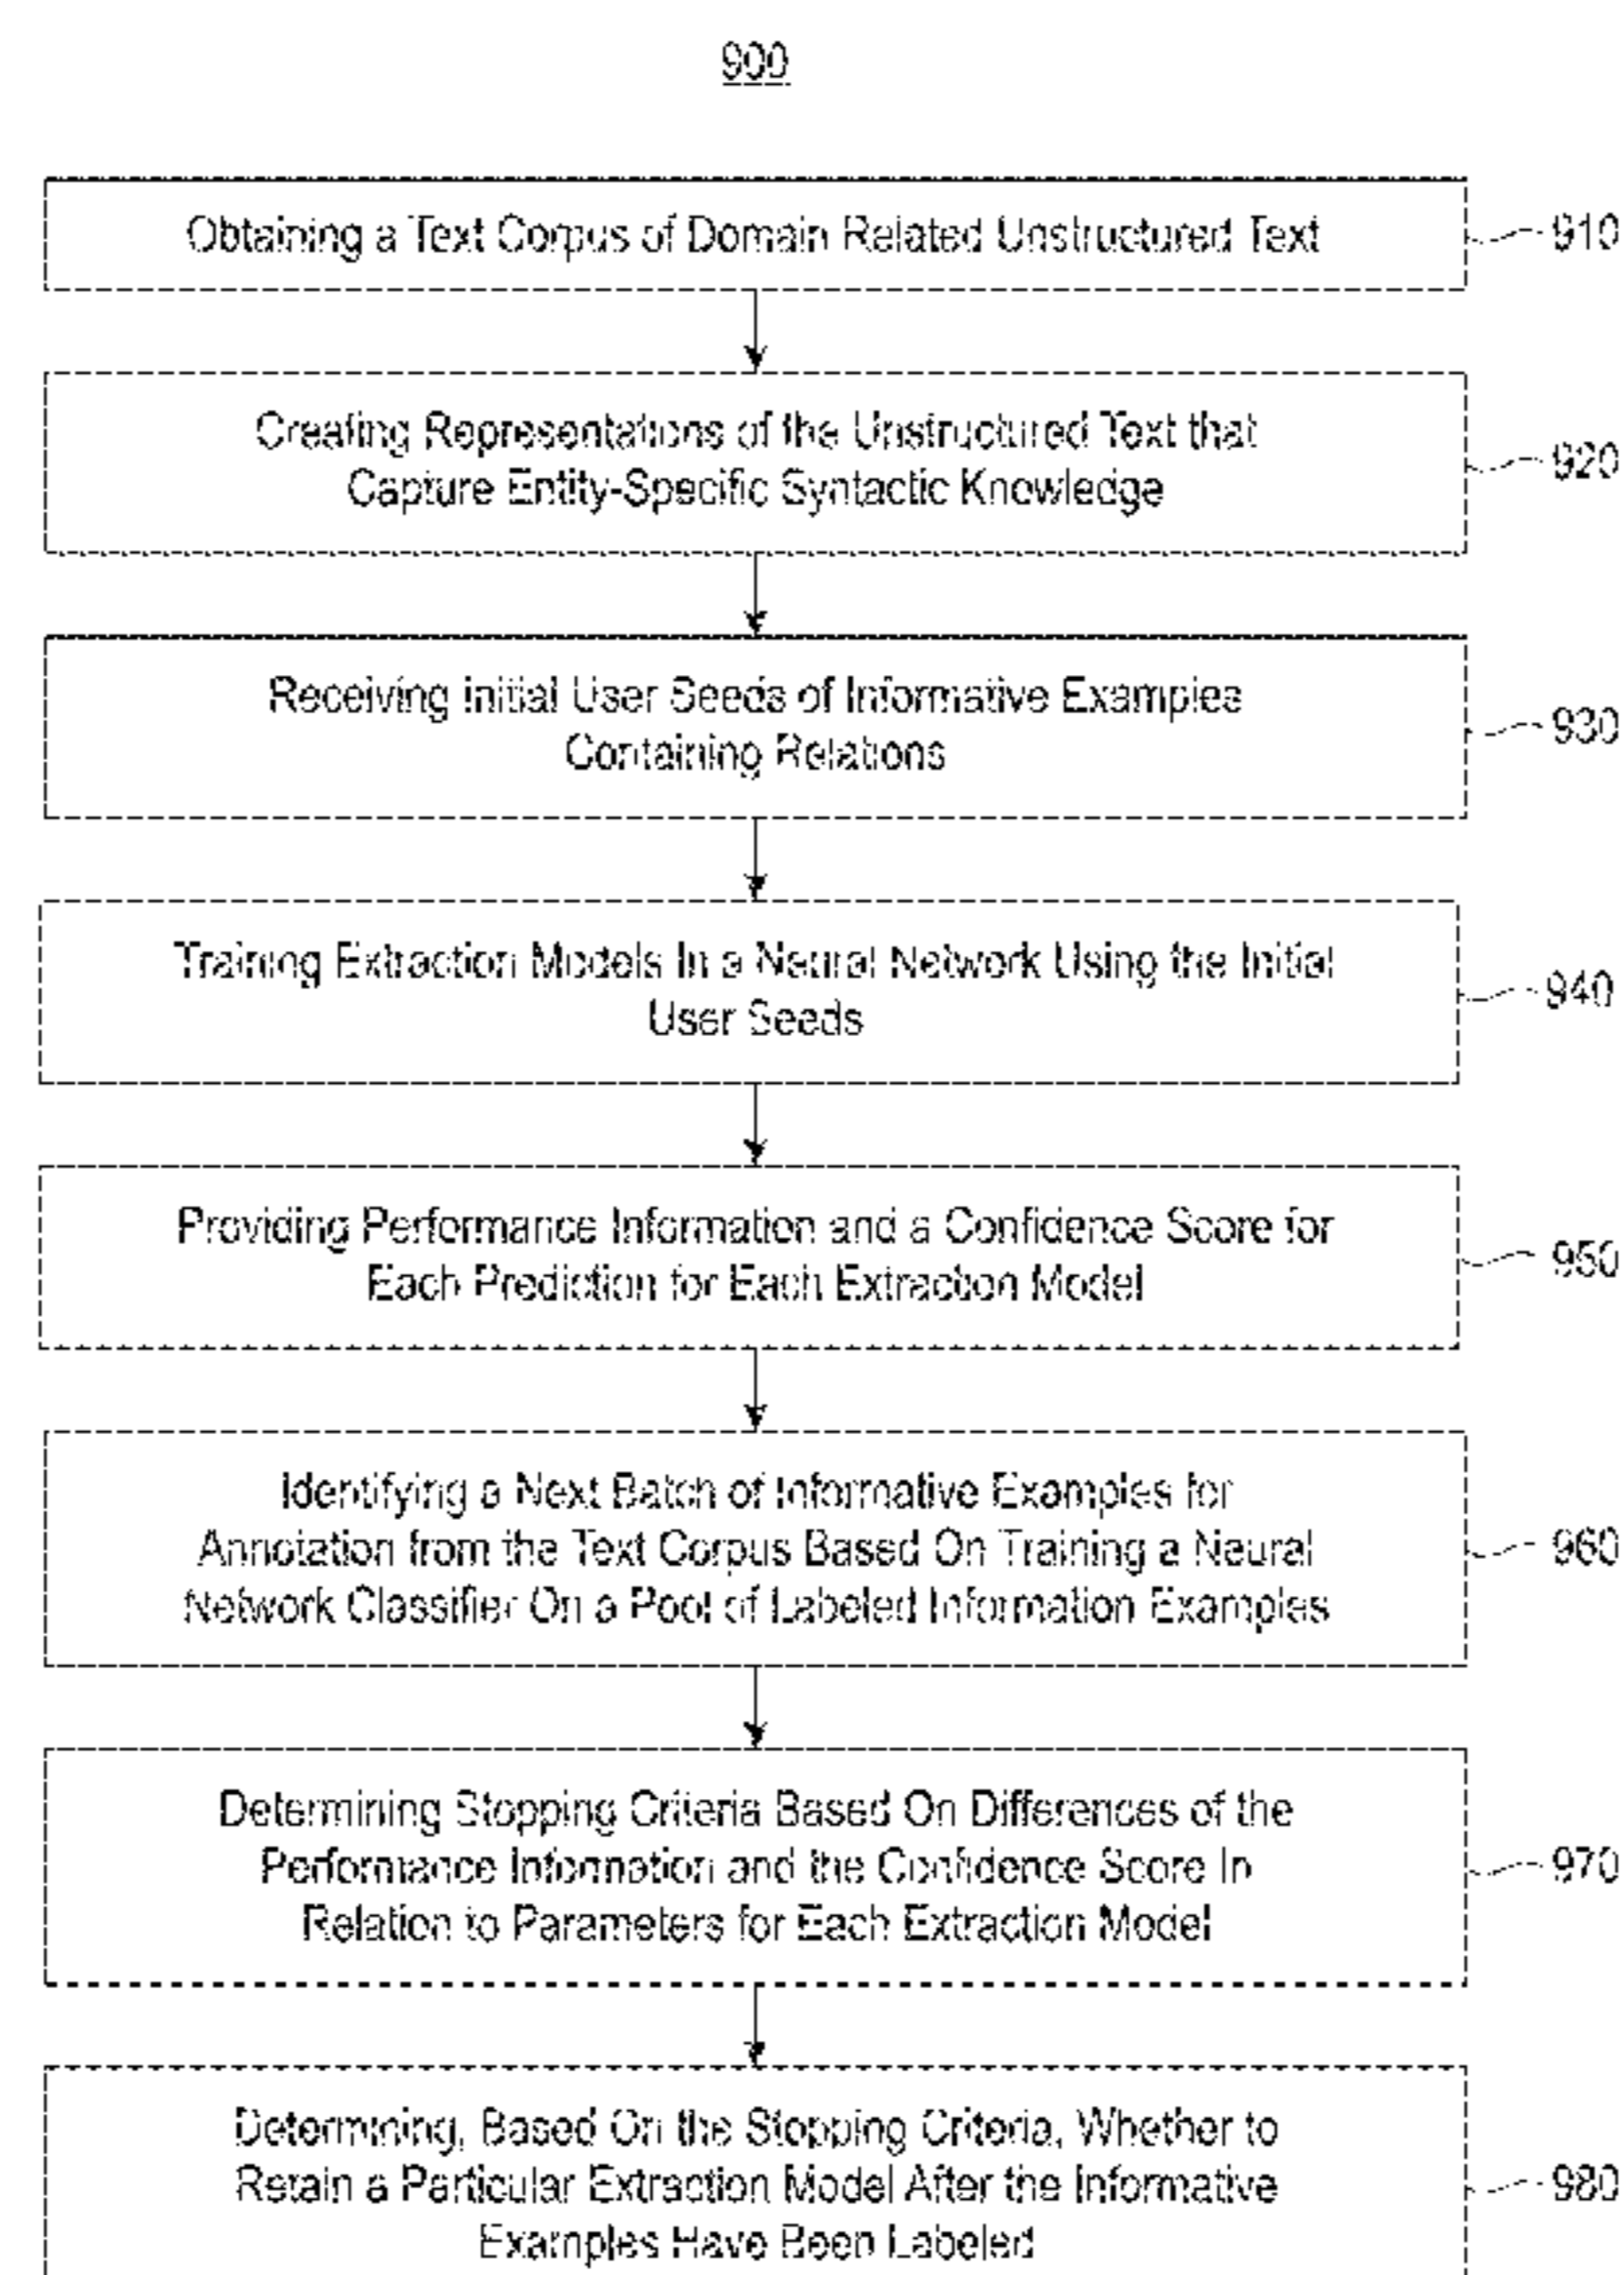 900
Obtaining a Text Corpus of Domain Related Unstructured Text
910
Creating Representations of the Unstructured Text that
Capture Entity-Specific Syntactic Knowledge
920
Receiving Initial User Seeds of Informative Examples
Containing Relations
930
Training Extraction Models In a Neural Network Using the Initial
User Seeds
940
Providing Performance Information and a Confidence Score for
Each Prediction for Each Extraction Model
950
Identifying a Next Batch of Informative Examples for
Annotation from the Text Corpus Based On Training a Neural
Network Classifier On a Pool of Labeled Information Examples
960
Determining Stopping Criteria Based On Differences of the
Performance Information and the Confidence Score In
Relation to Parameters for Each Extraction Model
970
Determining, Based On the Stopping Criteria, Whether to
Retain a Particular Extraction Model After the Informative
Examples Have Been Labeled
980